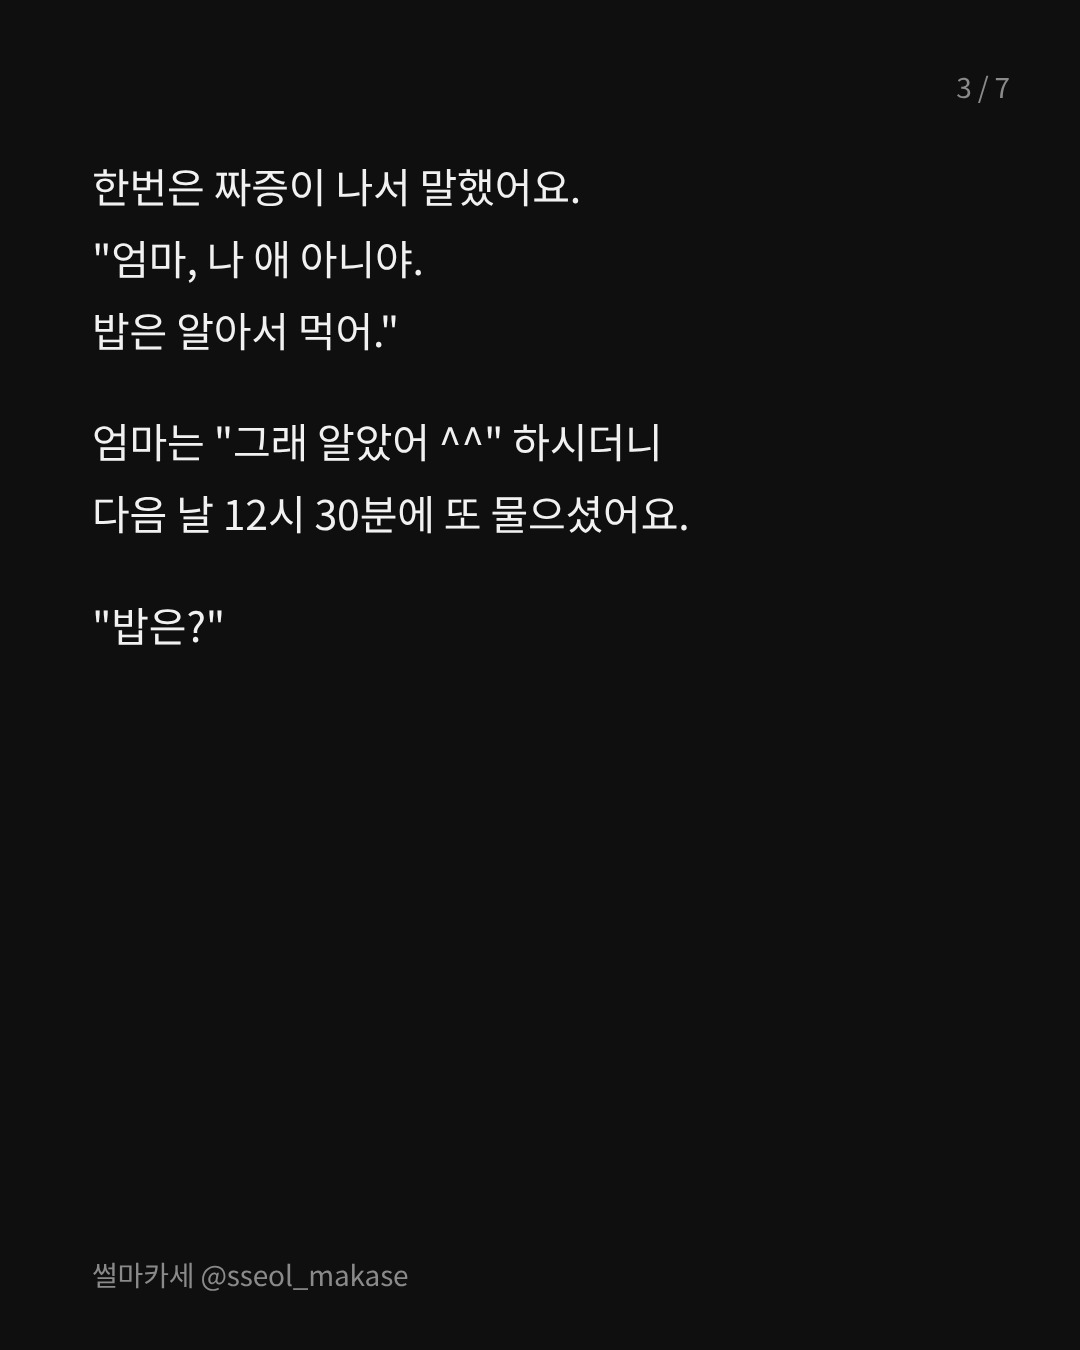 3 / 7
한번은 짜증이 나서 말했어요.
"엄마, 나 애 아니야.
밥은 알아서 먹어."
엄마는 "그래 알았어 ^^" 하시더니
다음 날 12시 30분에 또 물으셨어요.
"밥은?"
썰마카세 @sseol_makase